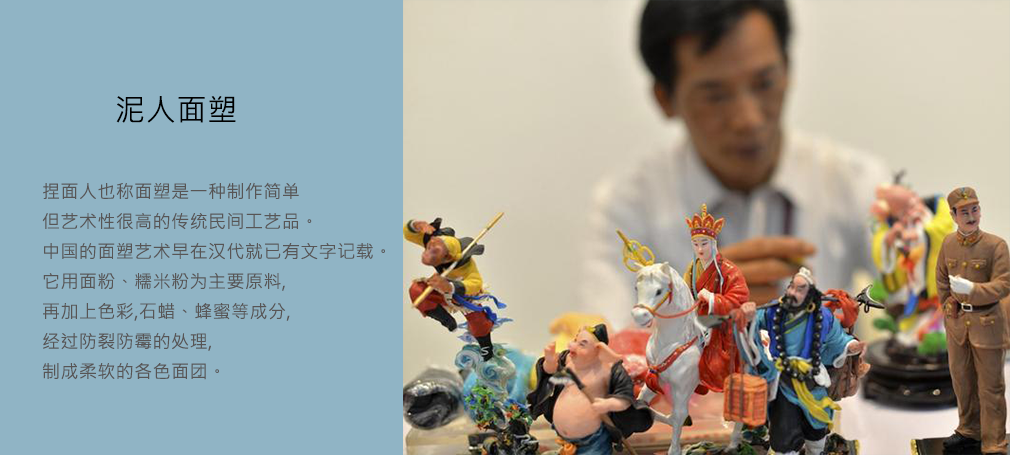 泥人面塑
捏面人也称面塑是一种制作简单
但艺术性很高的传统民间工艺品。
中国的面塑艺术早在汉代就已有文字记载。
它用面粉、糯米粉为主要原料,
再加上色彩,石蜡、蜂蜜等成分,
经过防裂防霉的处理,
制成柔软的各色面团。